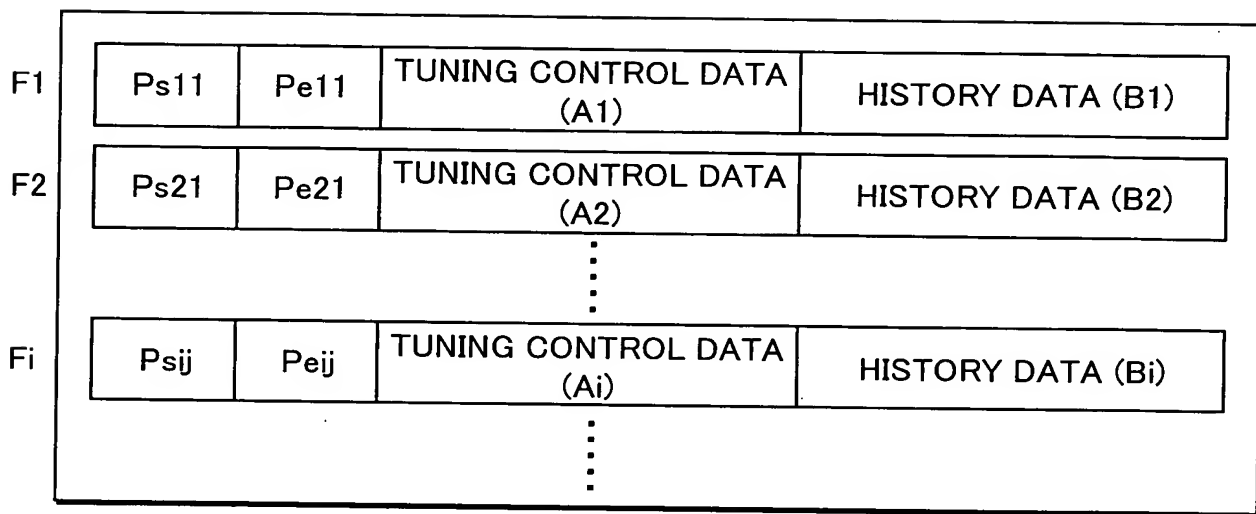 F1 Ps11 Pe11 TUNING CONTROL DATA (A1) HISTORY DATA (B1)
F2 Ps21 Pe21 TUNING CONTROL DATA (A2) HISTORY DATA (B2)
Fi Psij Peij TUNING CONTROL DATA (Ai) HISTORY DATA (Bi)